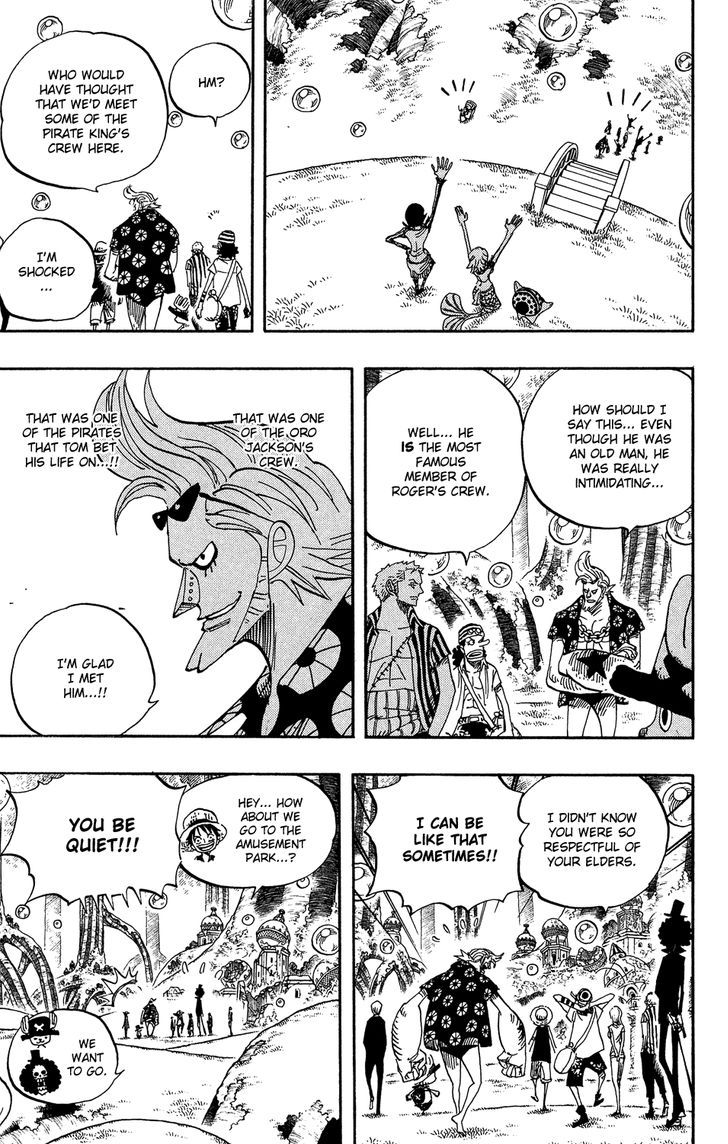 HM?
WHO WOULD
HAVE THOUGHT
THAT WE'D MEET
SOME OF THE
PIRATE KING'S
CREW HERE.
I'M
SHOCKED
...
HOW SHOULD I
SAY THIS... EVEN
THOUGH HE WAS
AN OLD MAN, HE
WAS REALLY
INTIMIDATING...
WELL... HE
IS THE MOST
FAMOUS
MEMBER OF
ROGER'S CREW.
THAT WAS ONE
OF THE ORO
JACKSON'S
CREW.
THAT WAS ONE
OF THE PIRATES
THAT TOM BET
HIS LIFE ON...!!
I'M GLAD
I MET
HIM...!!
I DIDN'T KNOW
YOU WERE SO
RESPECTFUL OF
YOUR ELDERS.
I CAN BE
LIKE THAT
SOMETIMES!!
HEY... HOW
ABOUT WE
GO TO THE
AMUSEMENT
PARK...?
YOU BE
QUIET!!!
WE
WANT TO
GO.